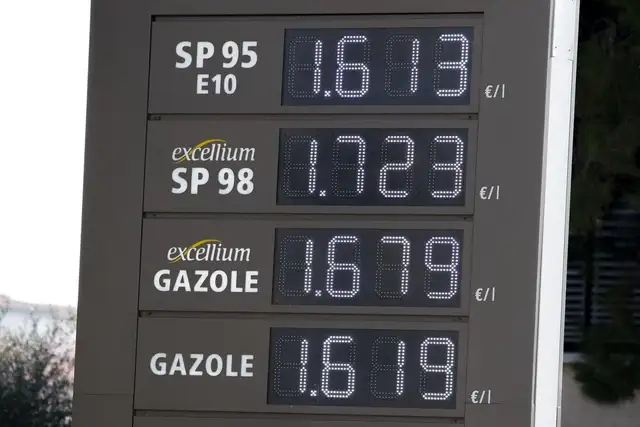 SP 95
E10
1.613
€/l
excellium
SP 98
1.723
€/l
excellium
GAZOLE
1.679
€/l
GAZOLE
1.619
€/l